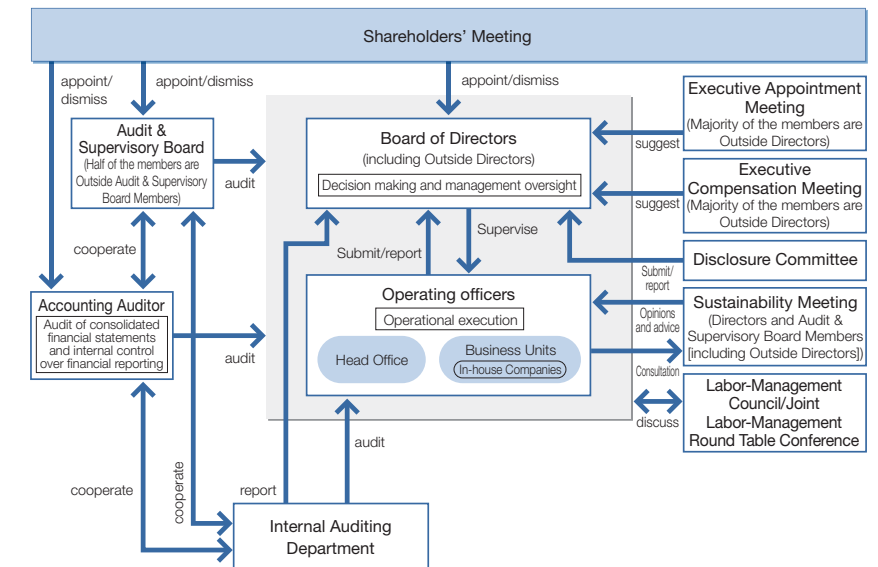 Shareholders' Meeting
appoint/
dismiss
appoint/dismiss
appoint/dismiss
Audit &
Supervisory Board
(Half of the members are
Outside Audit & Supervisory
Board Members)
audit
Board of Directors
(including Outside Directors)
Decision making and management oversight
Executive Appointment
Meeting
(Majority of the members are
Outside Directors)
suggest
Executive
Compensation Meeting
(Majority of the members are
Outside Directors)
suggest
cooperate
Submit/report
Supervise
Disclosure Committee
Submit/
report
Accounting Auditor
Audit of consolidated
financial statements
and internal control
over financial reporting
audit
Operating officers
Operational execution
Head Office
Business Units
In-house Companies
Opinions
and advice
Sustainability Meeting
(Directors and Audit &
Supervisory Board Members
[including Outside Directors])
Consultation
Labor-Management
Council/Joint
Labor-Management
Round Table Conference
discuss
audit
cooperate
cooperate
report
Internal Auditing
Department